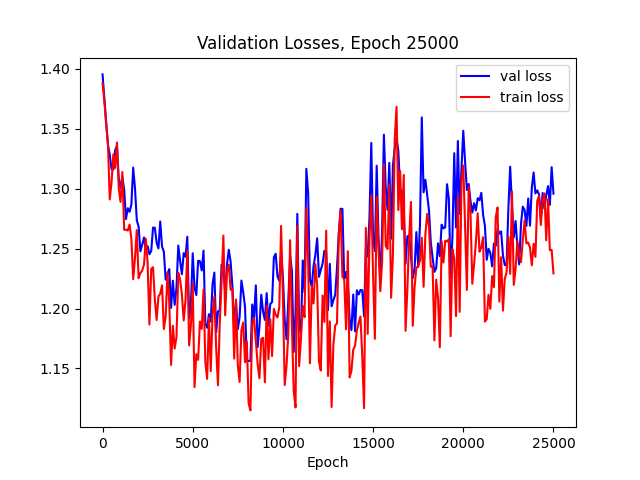 Validation Losses, Epoch 25000
val loss
train loss
1.40
1.35
1.30
1.25
1.20
1.15
0 5000 10000 15000 20000 25000
Epoch